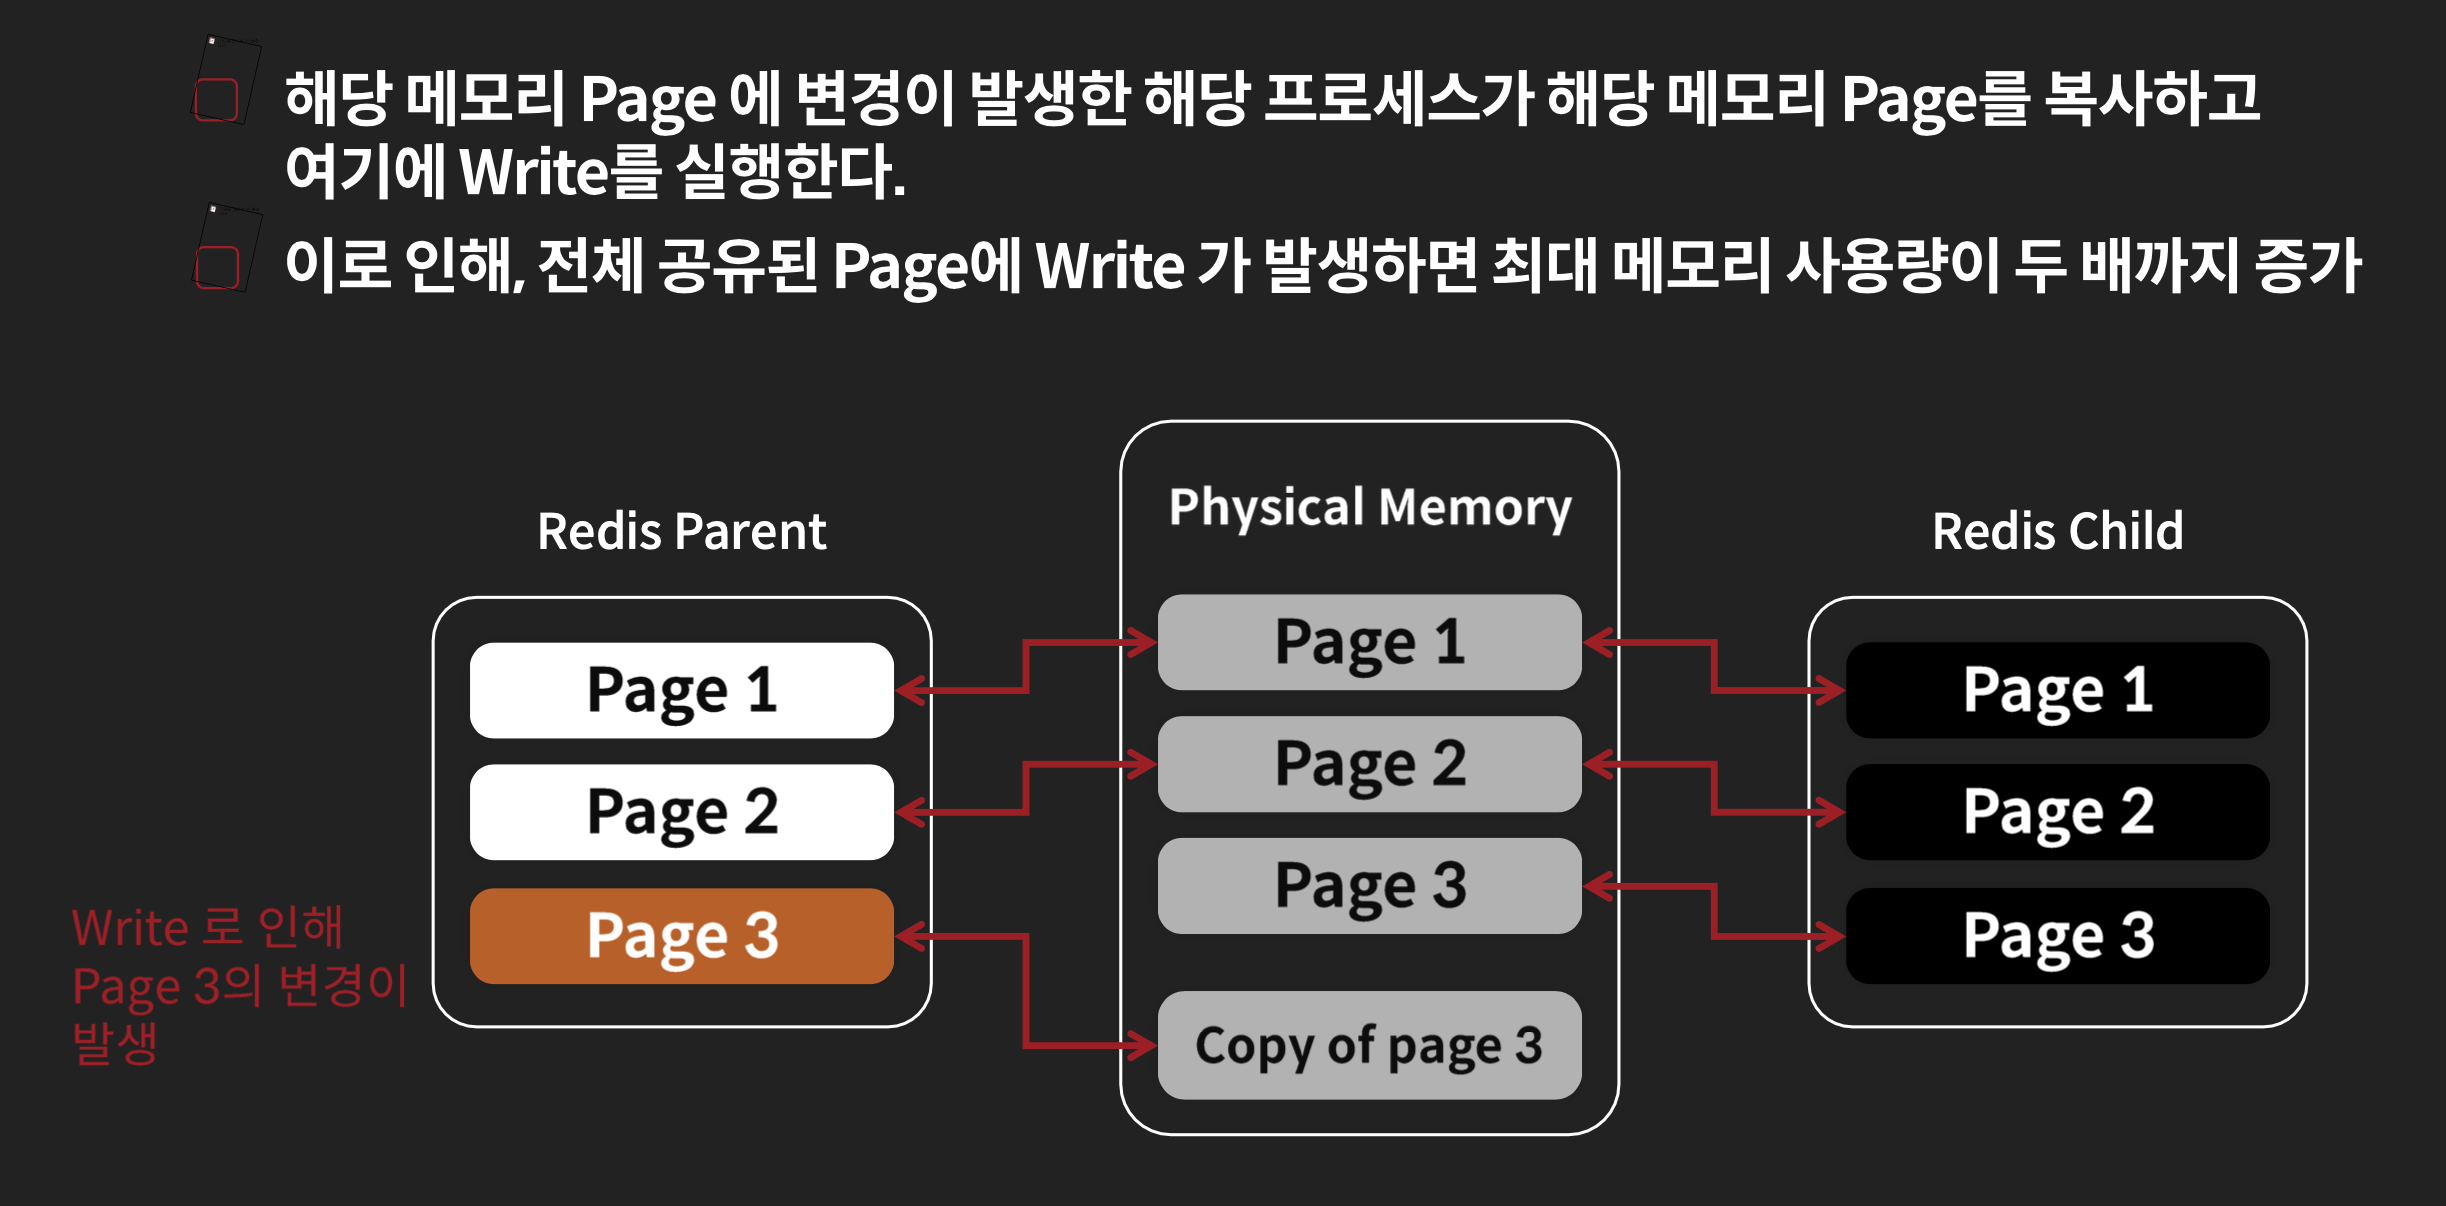 해당 메모리 Page 에 변경이 발생한 해당 프로세스가 해당 메모리 Page를 복사하고
여기에 Write를 실행한다.
이로 인해, 전체 공유된 Page에 Write 가 발생하면 최대 메모리 사용량이 두 배까지 증가
Redis Parent
Page 1
Page 2
Page 3
Write 로 인해
Page 3의 변경이
발생
Physical Memory
Page 1
Page 2
Page 3
Copy of page 3
Redis Child
Page 1
Page 2
Page 3